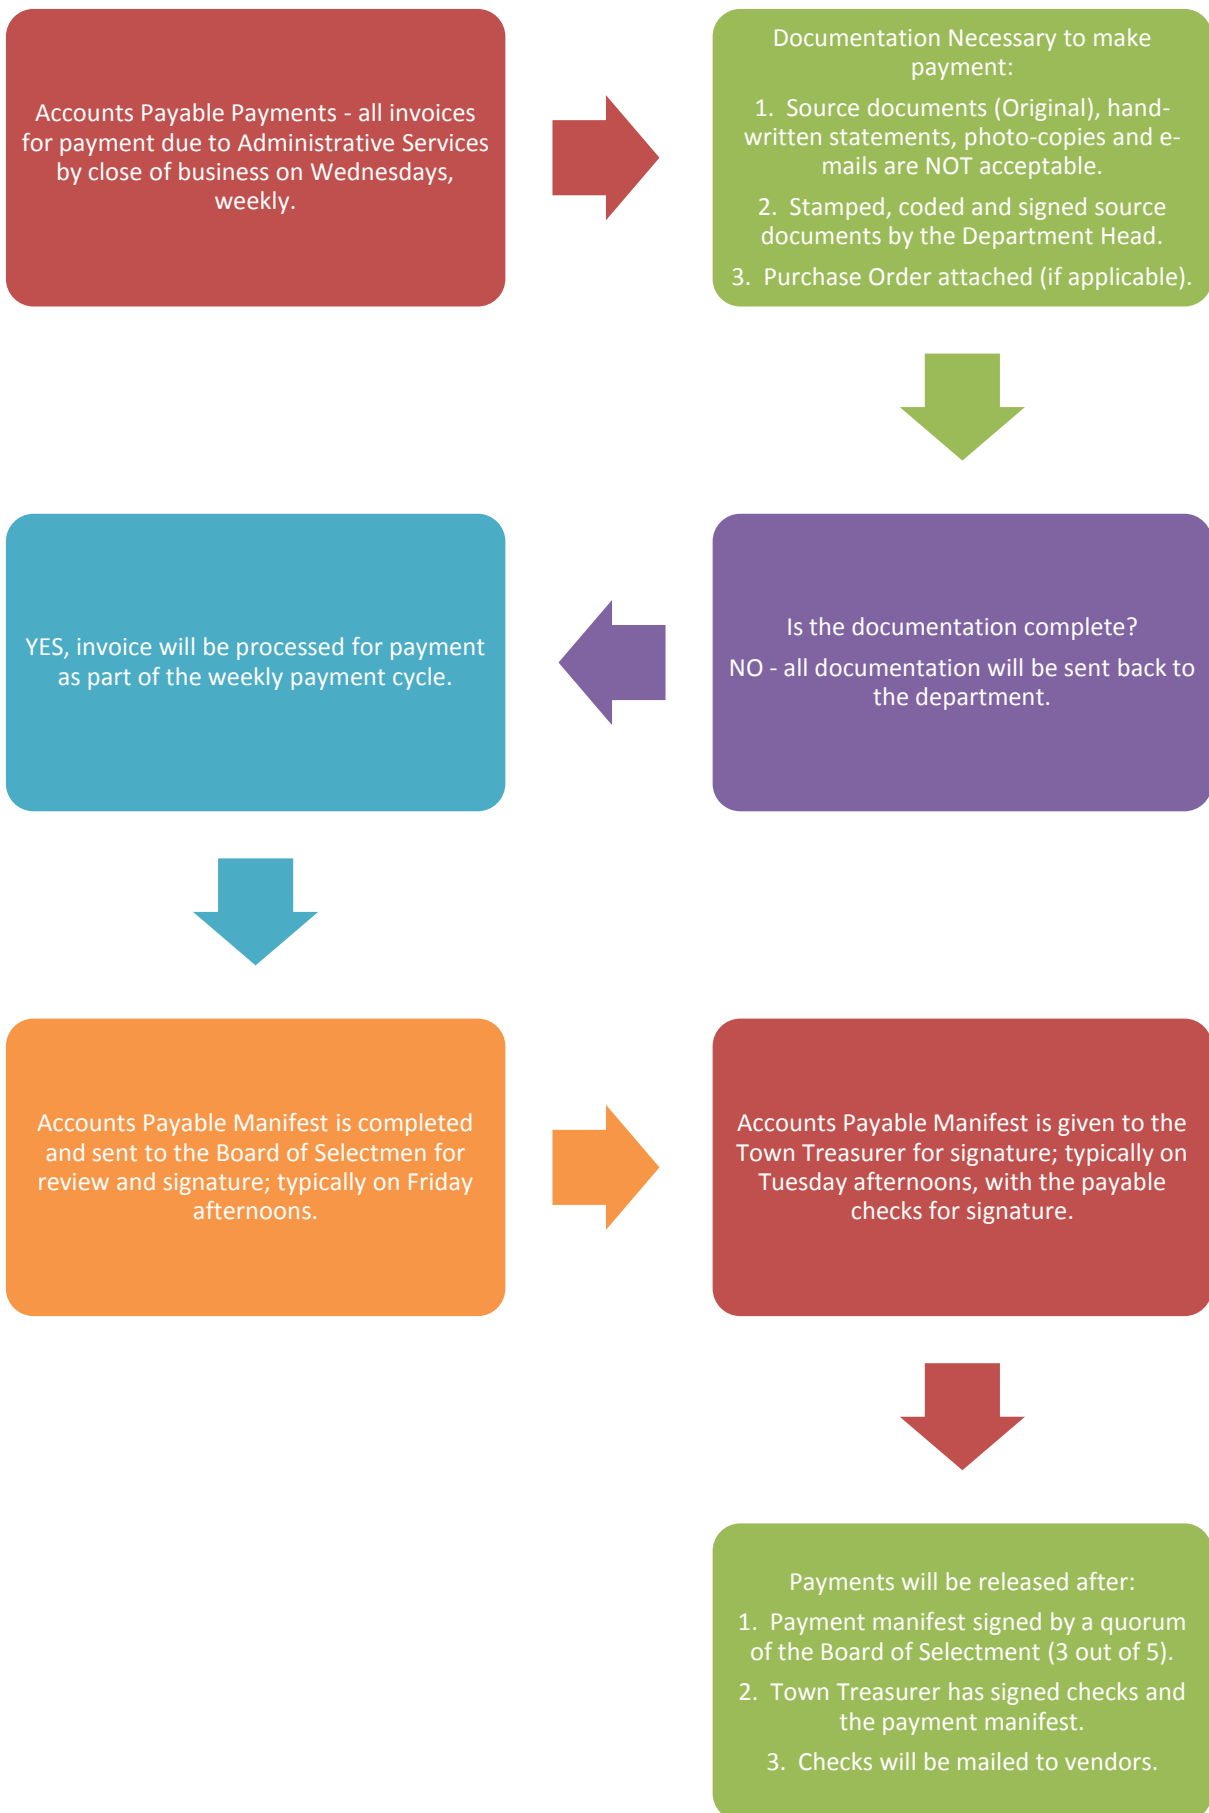 Accounts Payable Payments - all invoices
for payment due to Administrative Services
by close of business on Wednesdays,
weekly.
Documentation Necessary to make
payment:
1.  Source documents (Original), hand-
written statements, photo-copies and e-
mails are NOT acceptable.
2.  Stamped, coded and signed source
documents by the Department Head.
3.  Purchase Order attached (if applicable).
Is the documentation complete?
NO - all documentation will be sent back to
the department.
YES, invoice will be processed for payment
as part of the weekly payment cycle.
Accounts Payable Manifest is completed
and sent to the Board of Selectmen for
review and signature; typically on Friday
afternoons.
Accounts Payable Manifest is given to the
Town Treasurer for signature; typically on
Tuesday afternoons, with the payable
checks for signature.
Payments will be released after:
1.  Payment manifest signed by a quorum
of the Board of Selectment (3 out of 5).
2.  Town Treasurer has signed checks and
the payment manifest.
3.  Checks will be mailed to vendors.